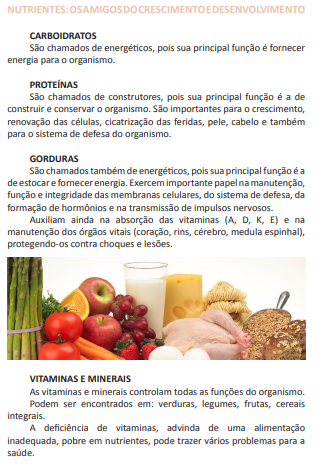 NUTRIENTES: OS AMIGOS DO CRESCIMENTO E DESENVOLVIMENTO
CARBOIDRATOS
São chamados de energéticos, pois sua principal função é fornecer
energia para o organismo.
PROTEÍNAS
São chamados de construtores, pois sua principal função é a de
construir e conservar o organismo. São importantes para o crescimento,
renovação das células, cicatrização das feridas, pele, cabelo e também
para o sistema de defesa do organismo.
GORDURAS
São chamados também de energéticos, pois sua principal função é a
de estocar e fornecer energia. Exercem importante papel na manutenção,
função e integridade das membranas celulares, do sistema de defesa, da
formação de hormônios e na transmissão de impulsos nervosos.
Auxiliam ainda na absorção das vitaminas (A, D, K, E) e na
manutenção dos órgãos vitais (coração, rins, cérebro, medula espinhal),
protegendo-os contra choques e lesões.
VITAMINAS E MINERAIS
As vitaminas e minerais controlam todas as funções do organismo.
Podem ser encontrados em: verduras, legumes, frutas, cereais
integrais.
A deficiência de vitaminas, advinda de uma alimentação
inadequada, pobre em nutrientes, pode trazer vários problemas para a
saúde.